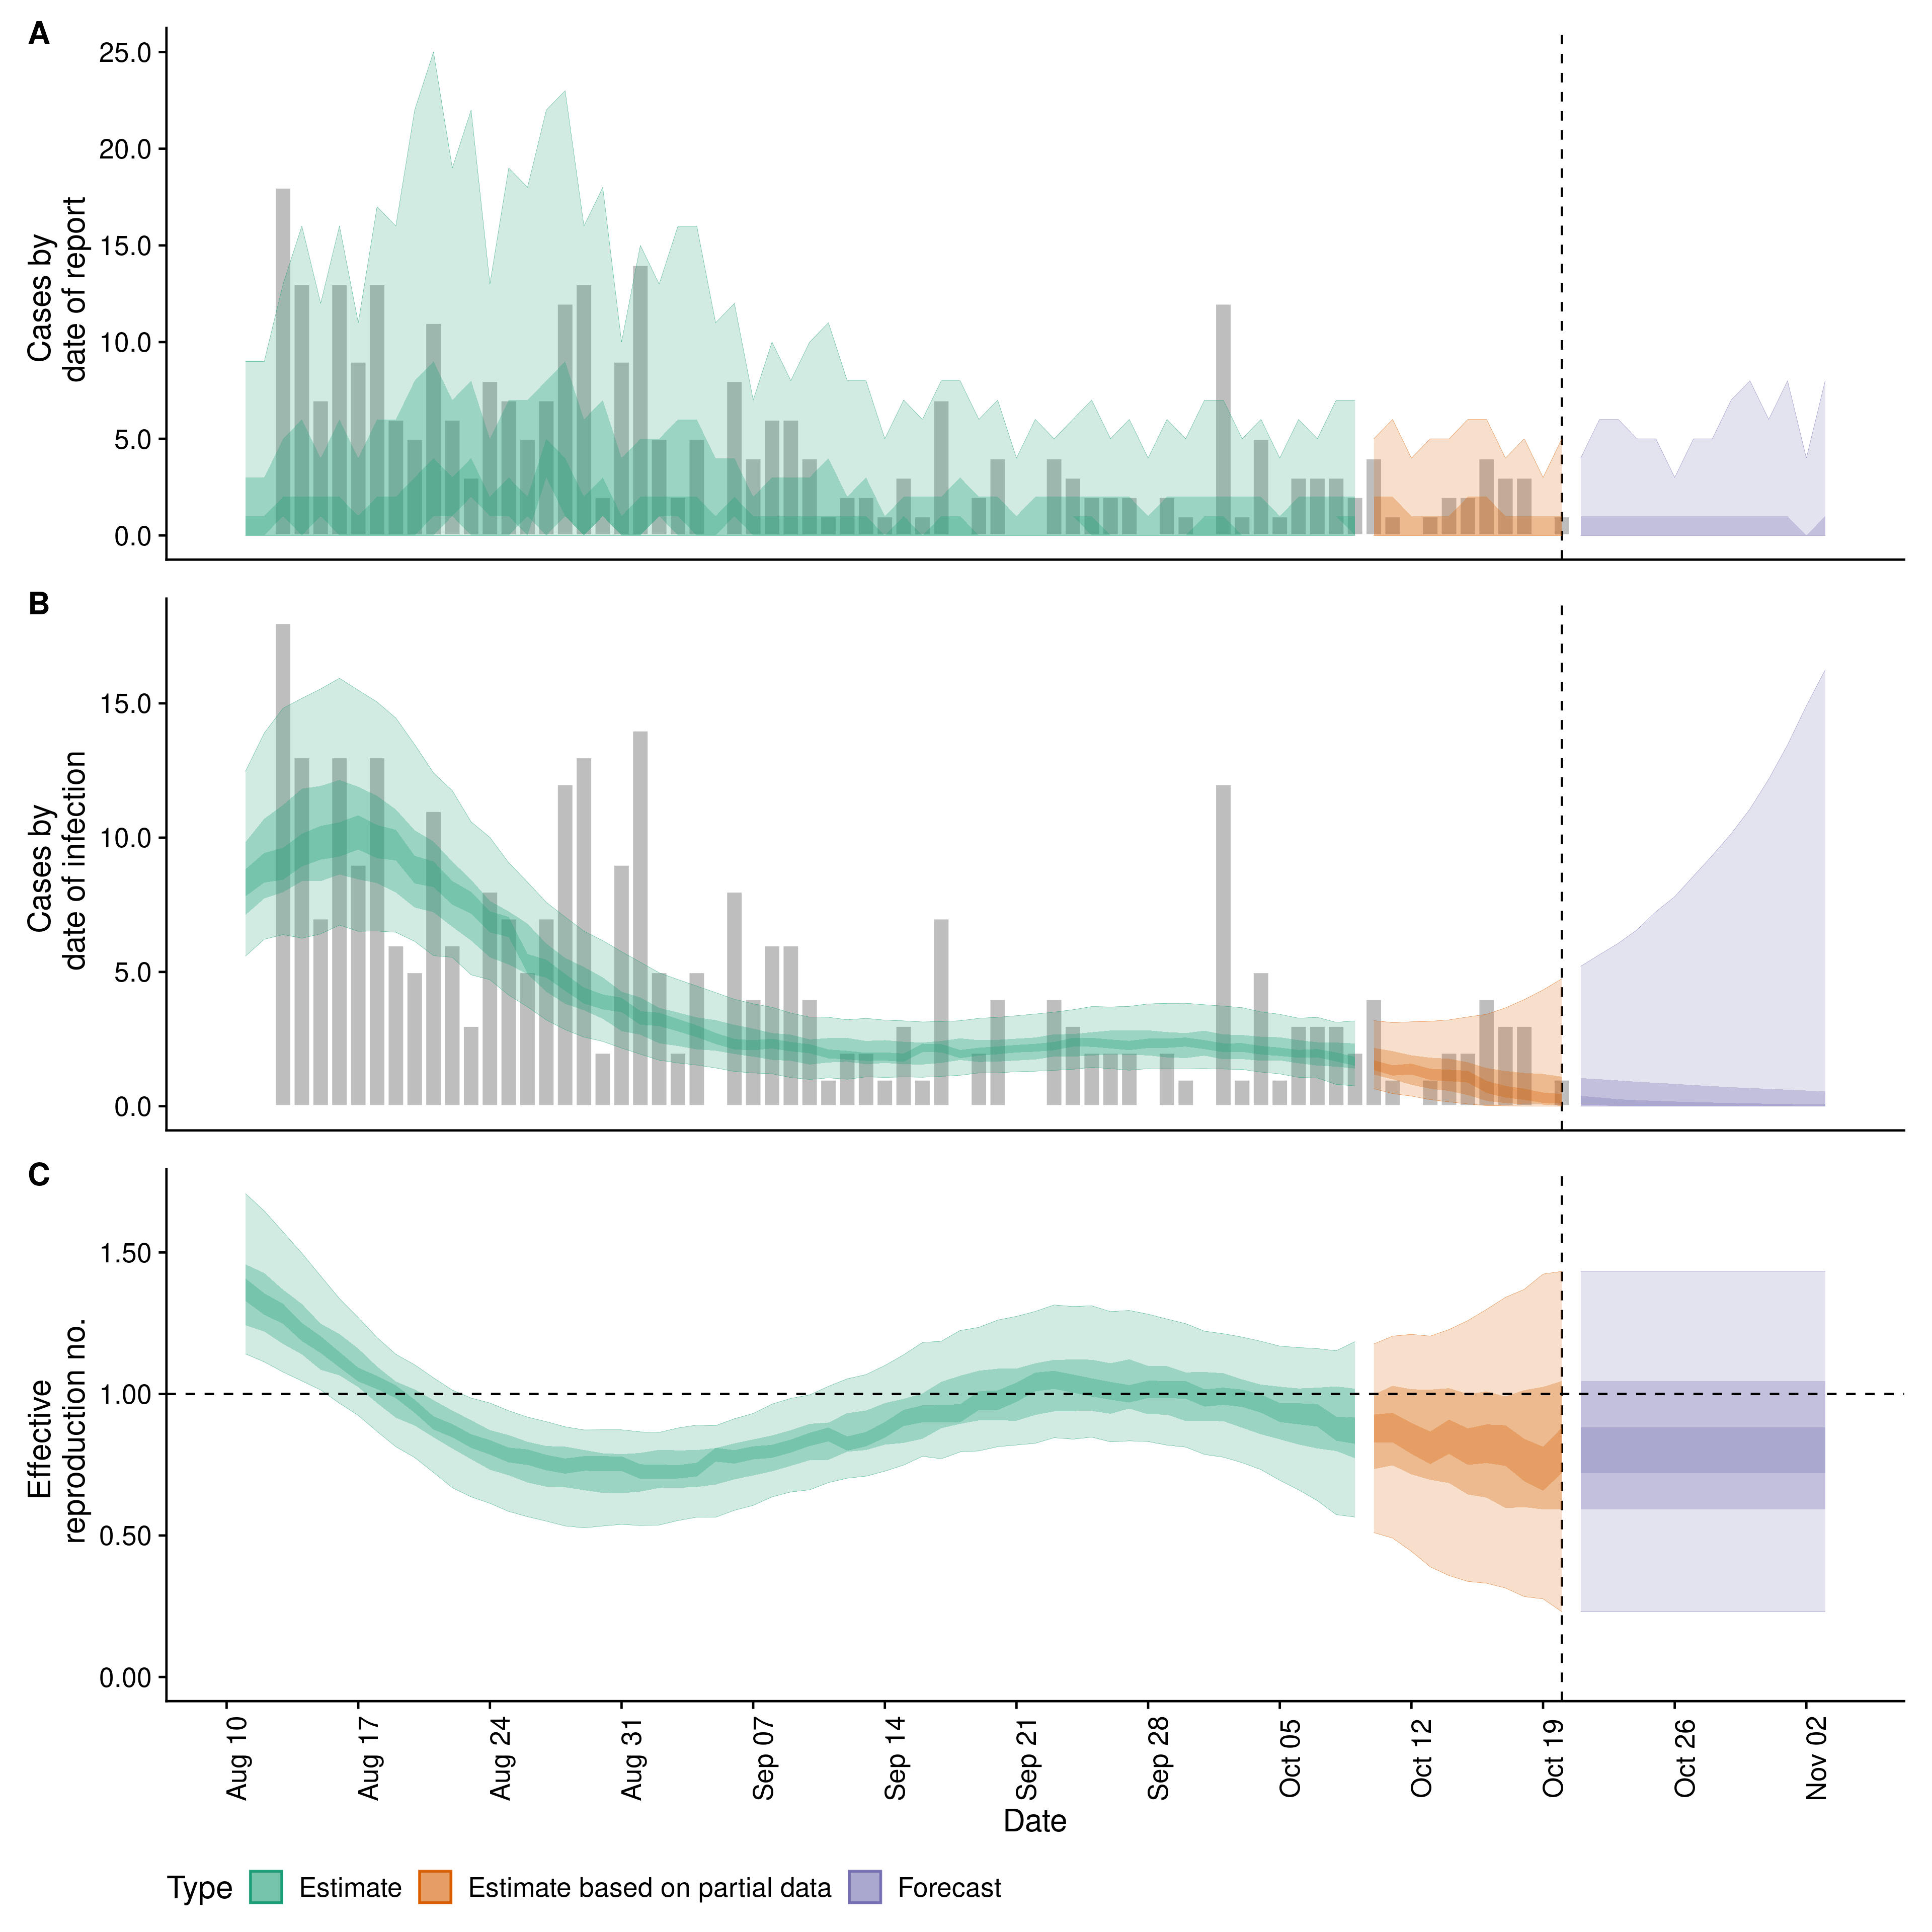 A
25.0
20.0
15.0
10.0
5.0
0.0
Cases by
date of report
B
15.0
10.0
5.0
0.0
Cases by
date of infection
C
1.50
1.00
0.50
0.00
Effective
reproduction no.
Aug 10
Aug 17
Aug 24
Aug 31
Sep 07
Sep 14
Sep 21
Sep 28
Oct 05
Oct 12
Oct 19
Oct 26
Nov 02
Date
Type Estimate Estimate based on partial data Forecast